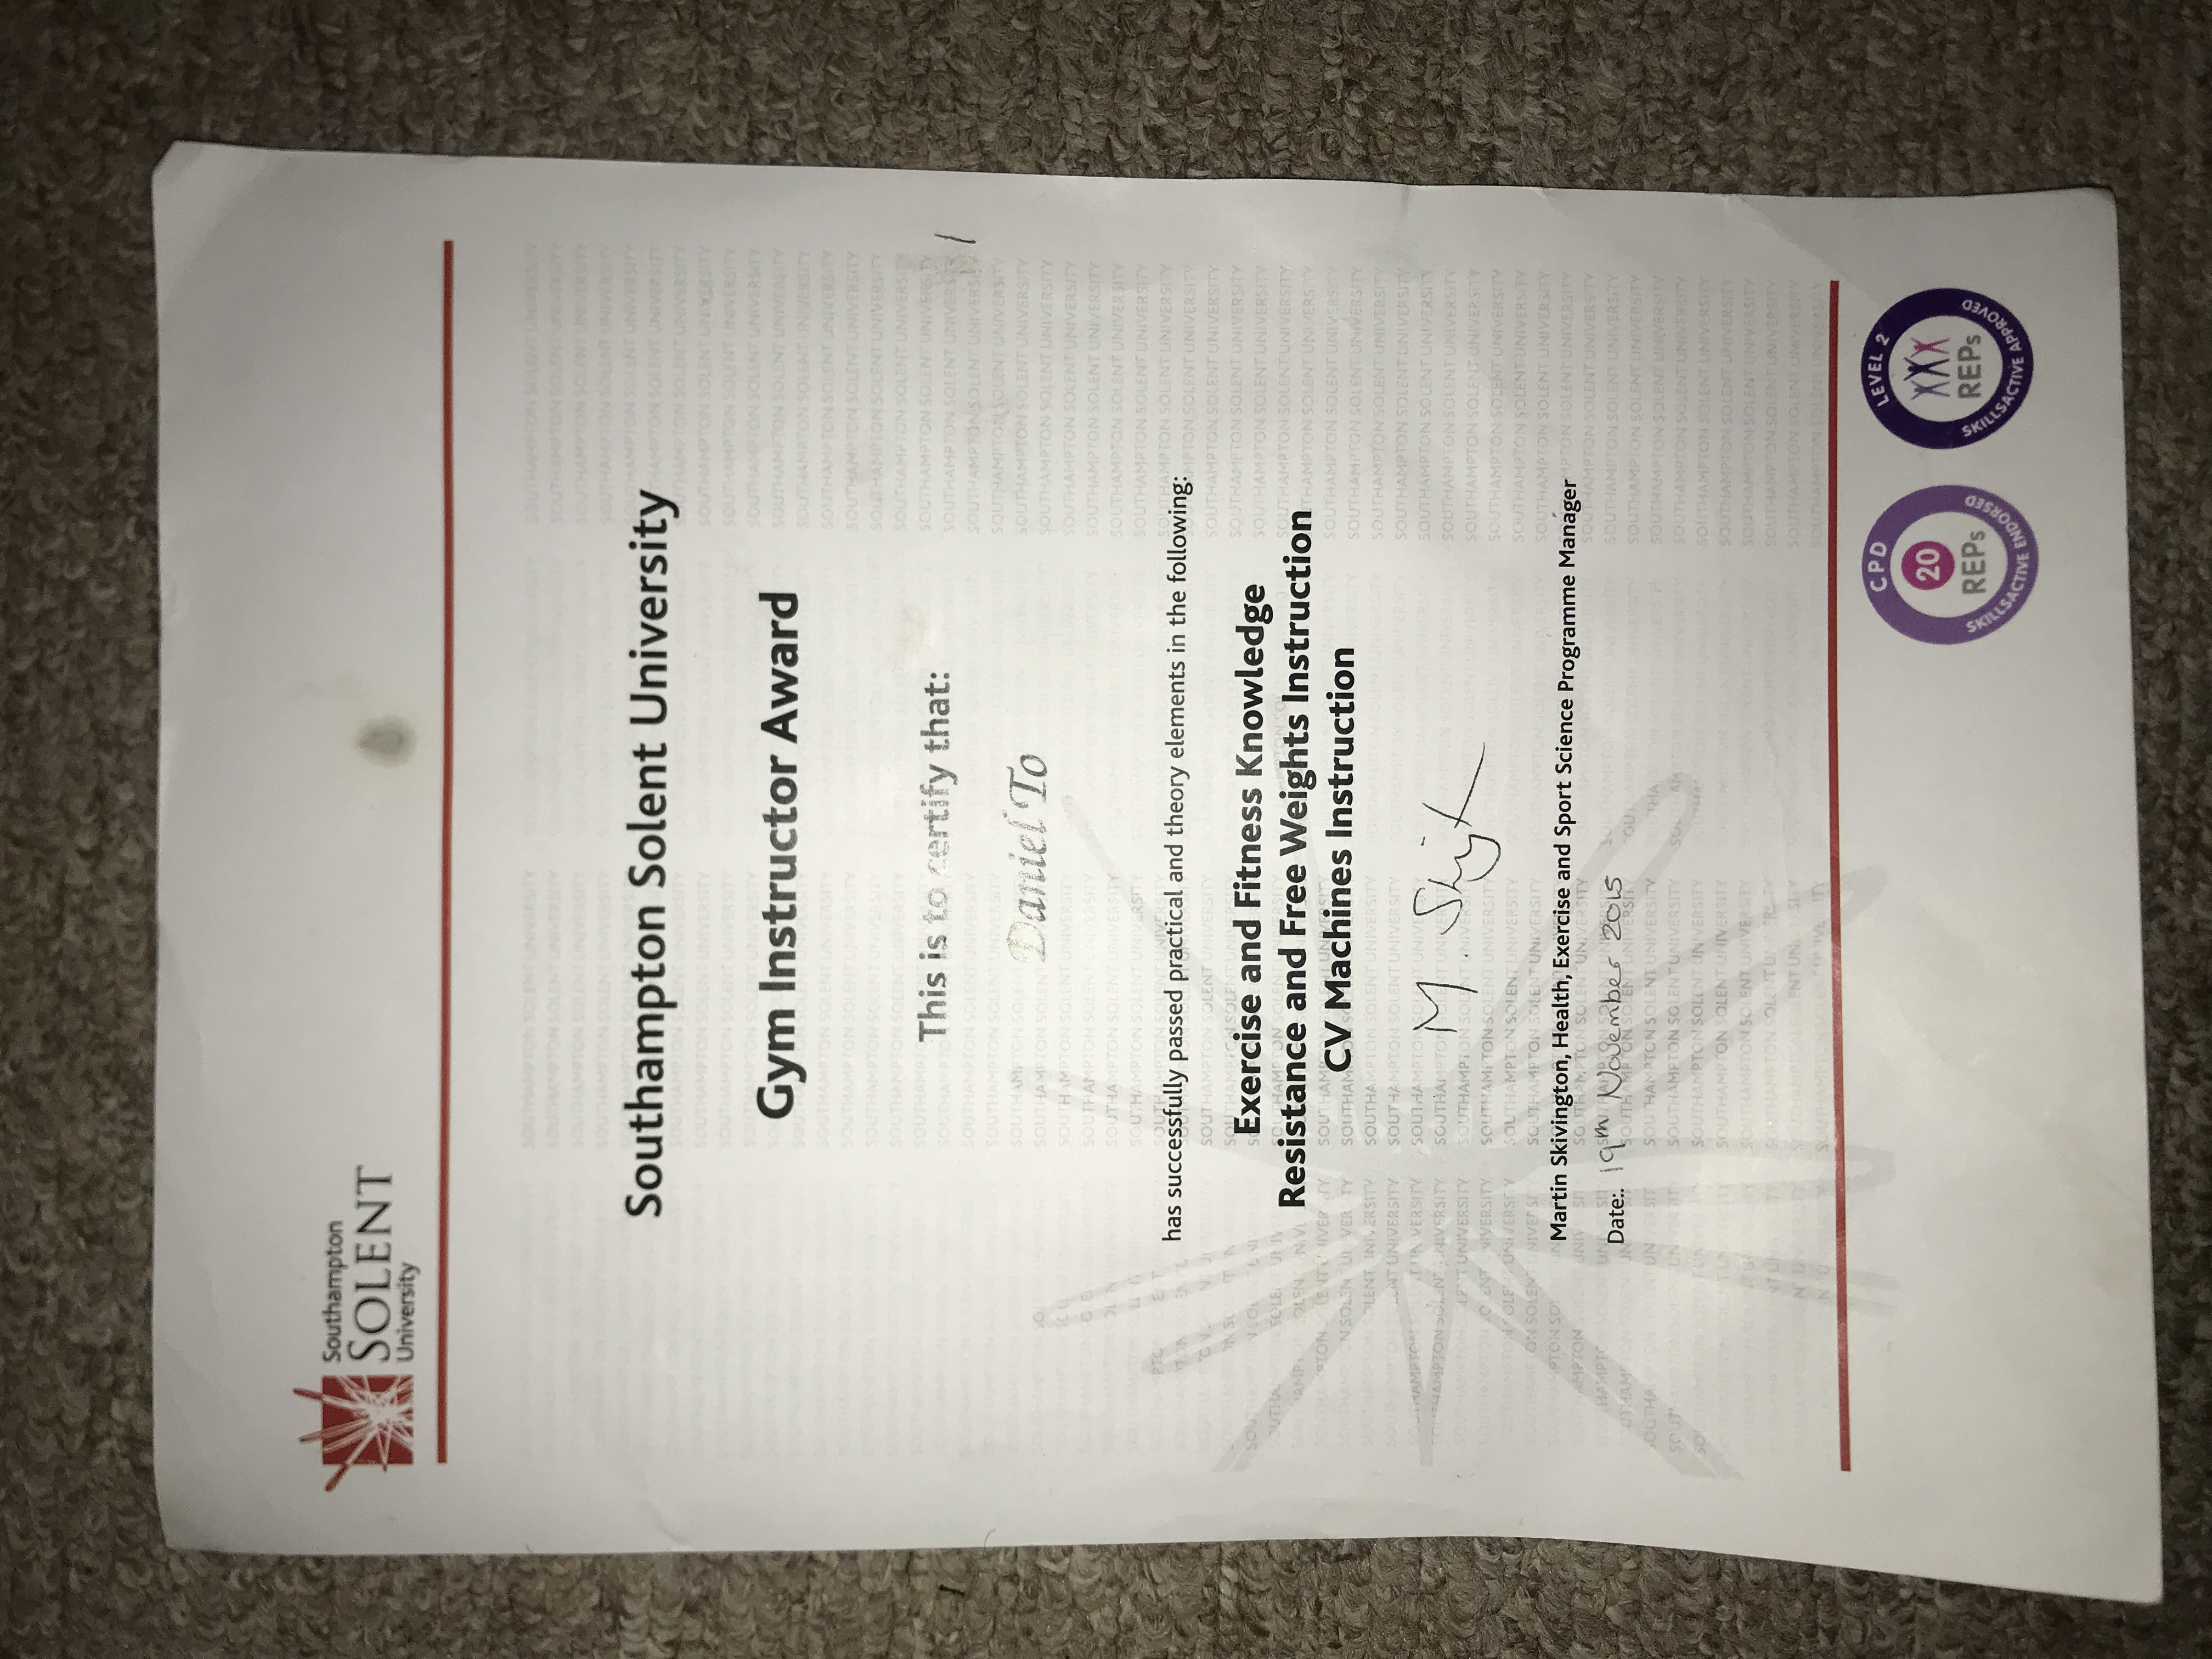 Southampton
SOLENT
University
Southampton Solent University
Gym Instructor Award
This is to certify that:
Daniel To
has successfully passed practical and theory elements in the following:
Exercise and Fitness Knowledge
Resistance and Free Weights Instruction
CV Machines Instruction
M. Skiv
Martin Skivington, Health, Exercise and Sport Science Programme Manager
Date:. 19th November 2015
CPD
20
REPs
SKILLSACTIVE ENDORSED
LEVEL 2
REPs
SKILLSACTIVE APPROVED